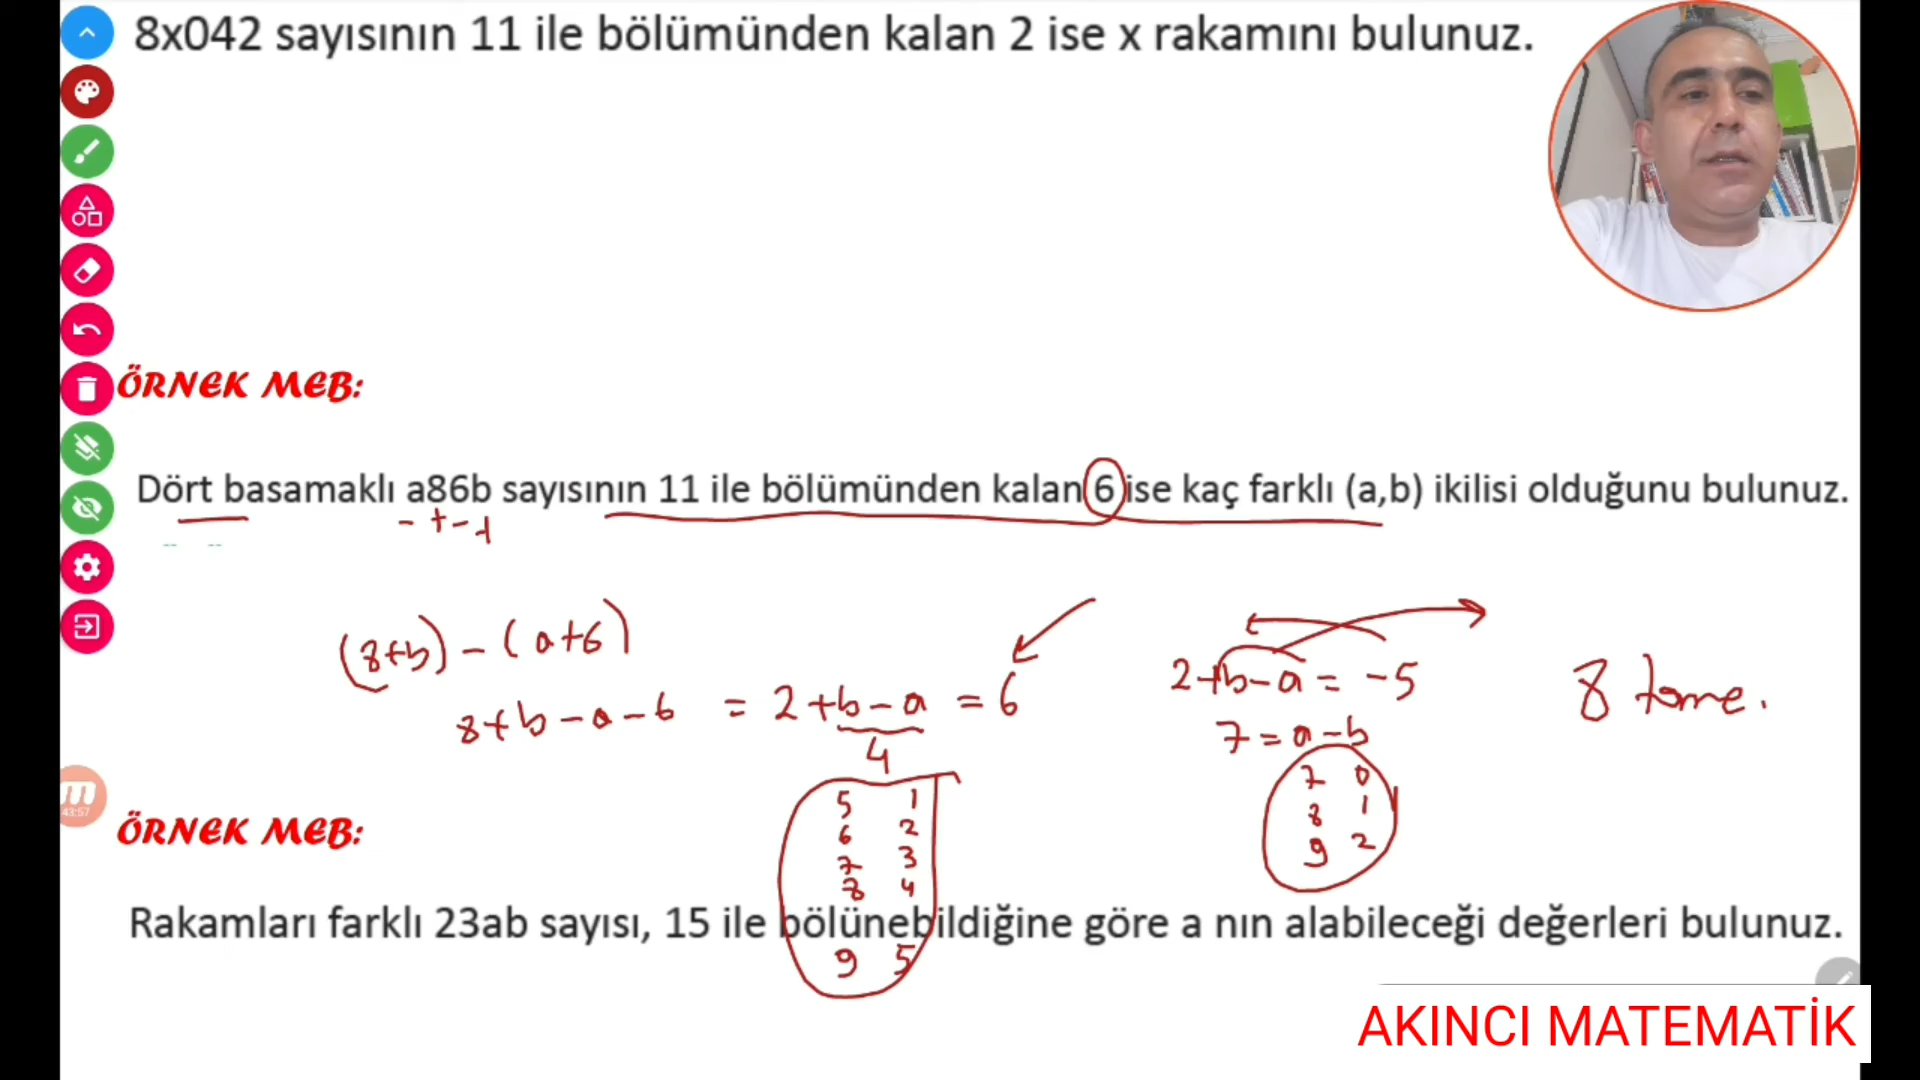 8x042 sayısının 11 ile bölümünden kalan 2 ise x rakamını bulunuz.
ÖRNEK MEB:
Dört basamaklı a86b sayısının 11 ile bölümünden kalan 6 ise kaç farklı (a,b) ikilisi olduğunu bulunuz.
- + - +
(8+b) - (a+6)
8+b-a-6 = 2+b-a = 6
4
5 1
6 2
7 3
8 4
9 5
2+b-a = -5
7 = a-b
7 0
8 1
9 2
8 tane.
m
43:57
ÖRNEK MEB:
Rakamları farklı 23ab sayısı, 15 ile bölünebildiğine göre a nın alabileceği değerleri bulunuz.
AKINCI MATEMATİK